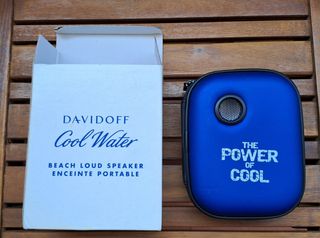 DAVIDOFF
Cool Water
BEACH LOUD SPEAKER
ENCEINTE PORTABLE
THE
POWER
OF
COOL